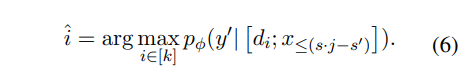 î = arg max_{i∈[k]} p_ϕ(y′| [d_i; x_{≤(s·j−s′)}]). (6)